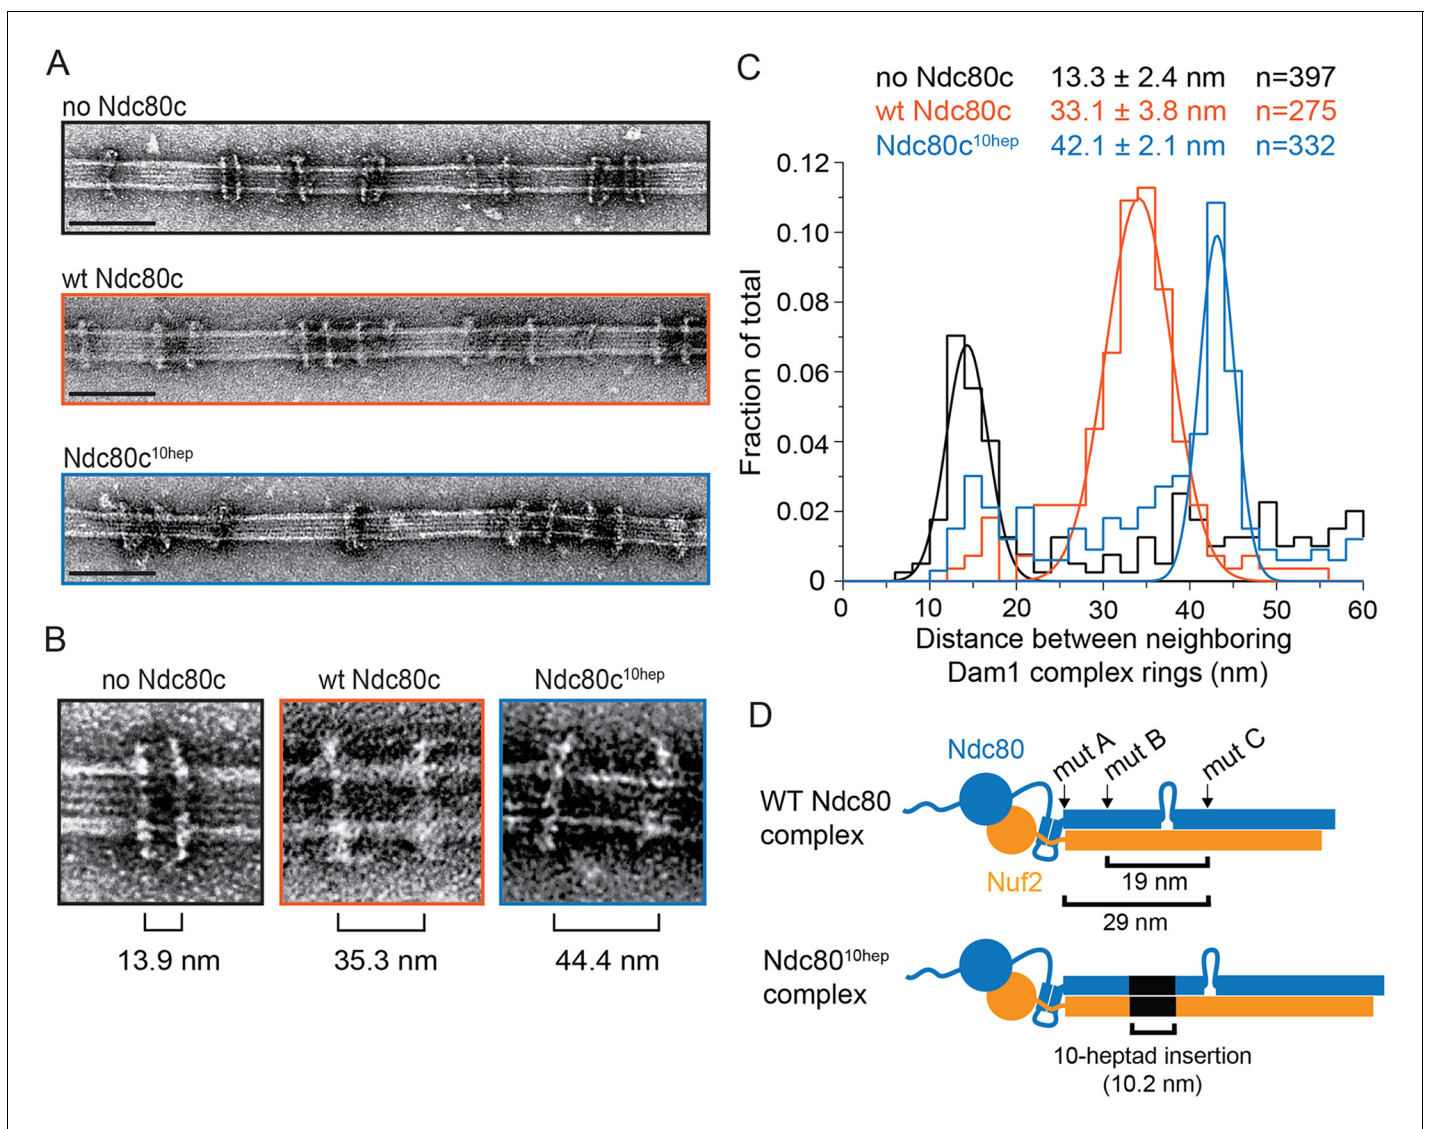 A
no Ndc80c
wt Ndc80c
Ndc80c10hep
B
no Ndc80c
wt Ndc80c
Ndc80c10hep
13.9 nm
35.3 nm
44.4 nm
C
no Ndc80c 13.3 ± 2.4 nm n=397
wt Ndc80c 33.1 ± 3.8 nm n=275
Ndc80c10hep 42.1 ± 2.1 nm n=332
Fraction of total
0.12
0.10
0.08
0.06
0.04
0.02
0
0 10 20 30 40 50 60
Distance between neighboring
Dam1 complex rings (nm)
D
WT Ndc80
complex
Ndc80
Nuf2
mut A
mut B
mut C
19 nm
29 nm
Ndc8010hep
complex
10-heptad insertion
(10.2 nm)